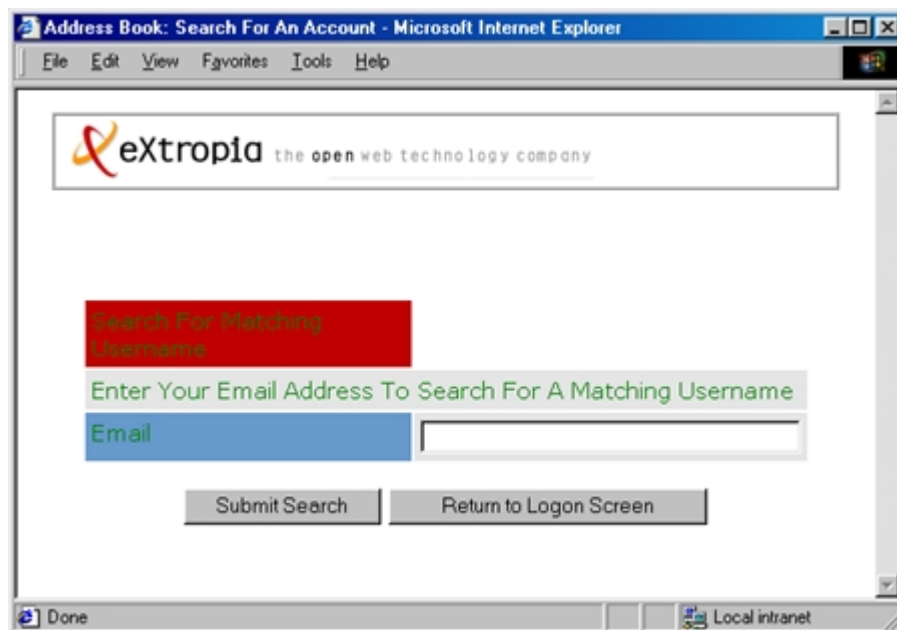 Address Book: Search For An Account - Microsoft Internet Explorer
File Edit View Favorites Tools Help
eXtropia the open web technology company
Search For Matching
Username
Enter Your Email Address To Search For A Matching Username
Email
Submit Search Return to Logon Screen
Done Local intranet